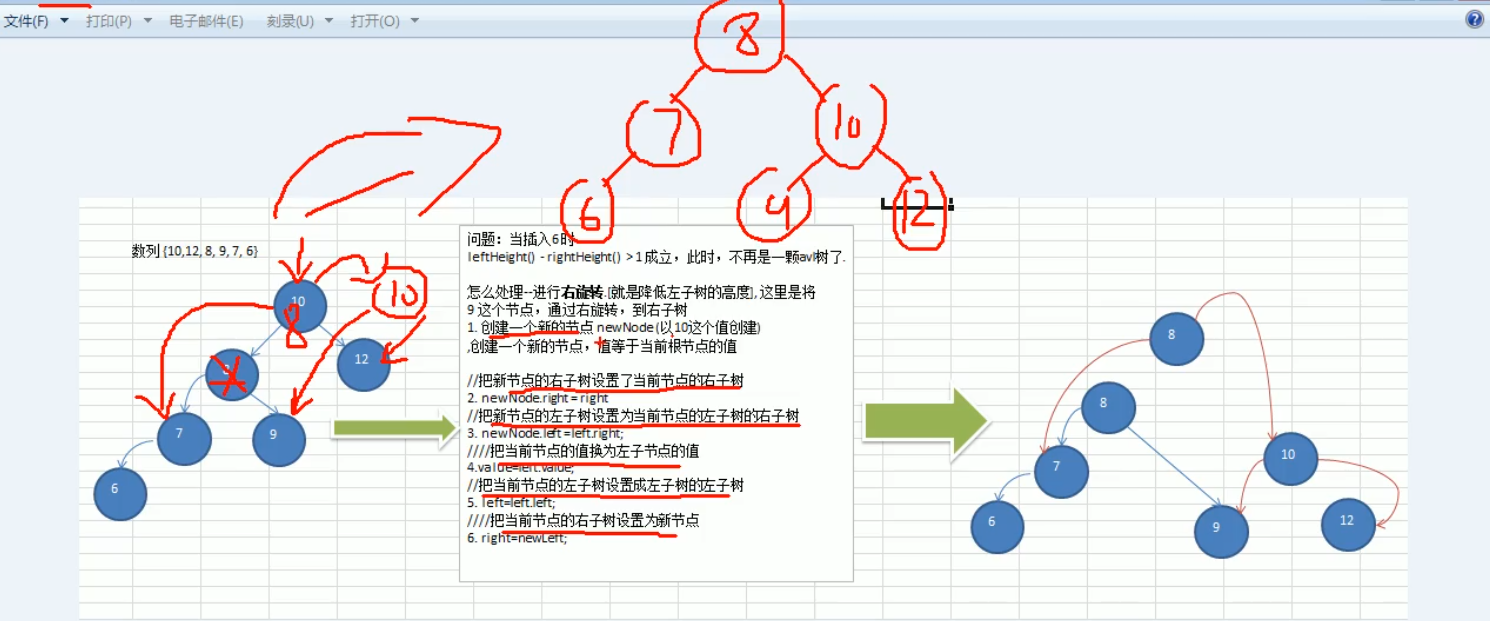 文件(F)
打印(P)
电子邮件(E)
刻录(U)
打开(O)
?
8
7
10
6
9
12
数列 {10,12, 8, 9, 7, 6}
10
10
8
12
7
9
6
问题：当插入6时
leftHeight() - rightHeight() > 1 成立，此时，不再是一颗avl树了.
怎么处理--进行右旋转.[就是降低左子树的高度], 这里是将
9 这个节点，通过右旋转，到右子树
1. 创建一个新的节点 newNode (以10这个值创建)
,创建一个新的节点，值等于当前根节点的值
//把新节点的右子树设置了当前节点的右子树
2. newNode.right = right
//把新节点的左子树设置为当前节点的左子树的右子树
3. newNode.left =left.right;
////把当前节点的值换为左子节点的值
4.value=left.value;
//把当前节点的左子树设置成左子树的左子树
5. left=left.left;
////把当前节点的右子树设置为新节点
6. right=newLeft;
8
8
7
10
6
9
12